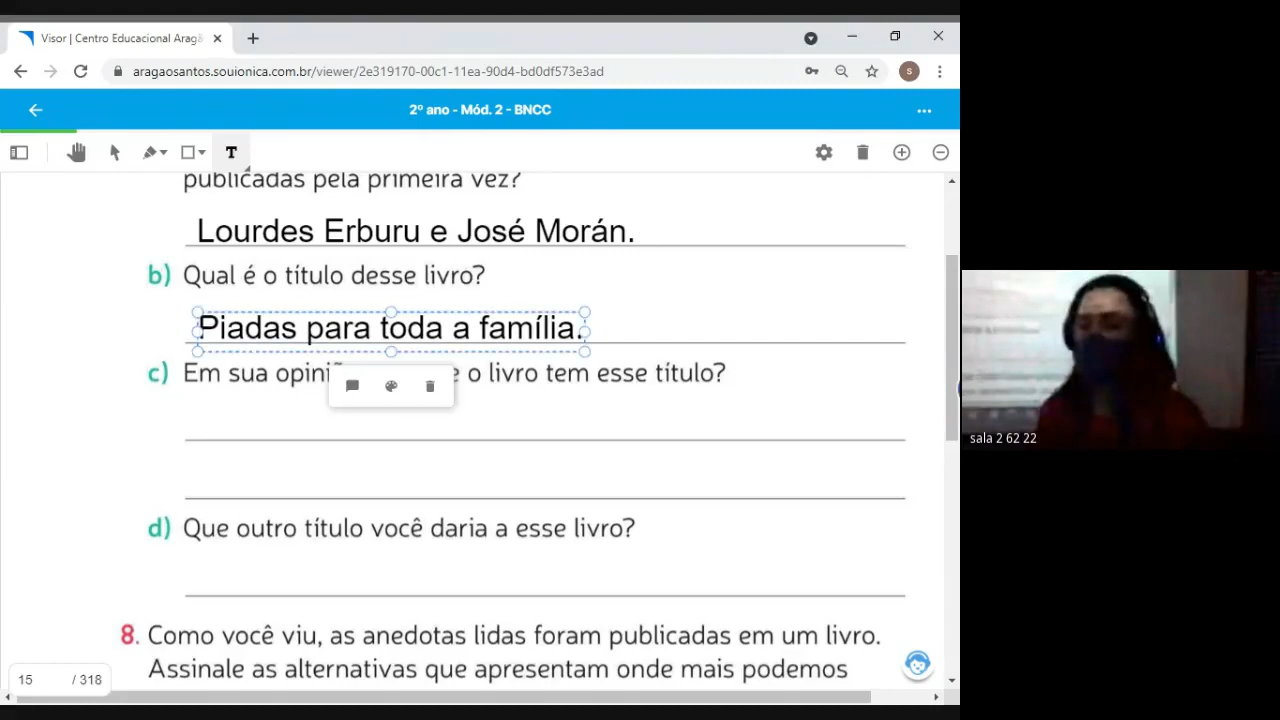 Visor | Centro Educacional Aragã
aragaosantos.souionica.com.br/viewer/2e319170-00c1-11ea-90d4-bd0df573e3ad
S
2º ano - Mód. 2 - BNCC
T
publicadas pela primeira vez?
Lourdes Erburu e José Morán.
b) Qual é o título desse livro?
Piadas para toda a família.
c) Em sua opini e o livro tem esse título?
d) Que outro título você daria a esse livro?
8. Como você viu, as anedotas lidas foram publicadas em um livro.
Assinale as alternativas que apresentam onde mais podemos
15 / 318
sala 2 62 22